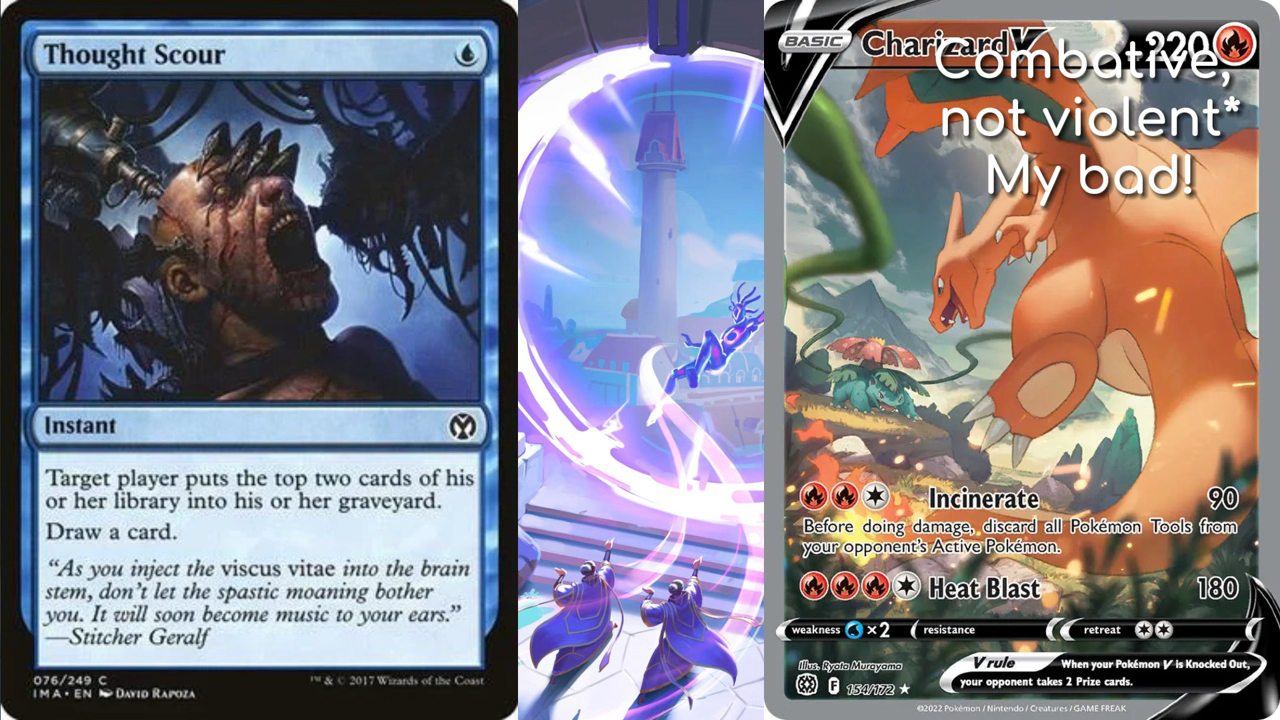 Thought Scour
Instant
Target player puts the top two cards of his
or her library into his or her graveyard.
Draw a card.
“As you inject the viscus vitae into the brain
stem, don’t let the spastic moaning bother
you. It will soon become music to your ears.”
—Stitcher Geralf
076/249 C
IMA • EN DAVID RAPOZA
™ & © 2017 Wizards of the Coast
BASIC Charizard V 220
Combative,
not violent*
My bad!
Incinerate 90
Before doing damage, discard all Pokémon Tools from
your opponent’s Active Pokémon.
Heat Blast 180
weakness ×2 resistance retreat
Illus. Ryota Murayama
V rule When your Pokémon V is Knocked Out,
your opponent takes 2 Prize cards.
F 154/172 ★
©2022 Pokémon / Nintendo / Creatures / GAME FREAK